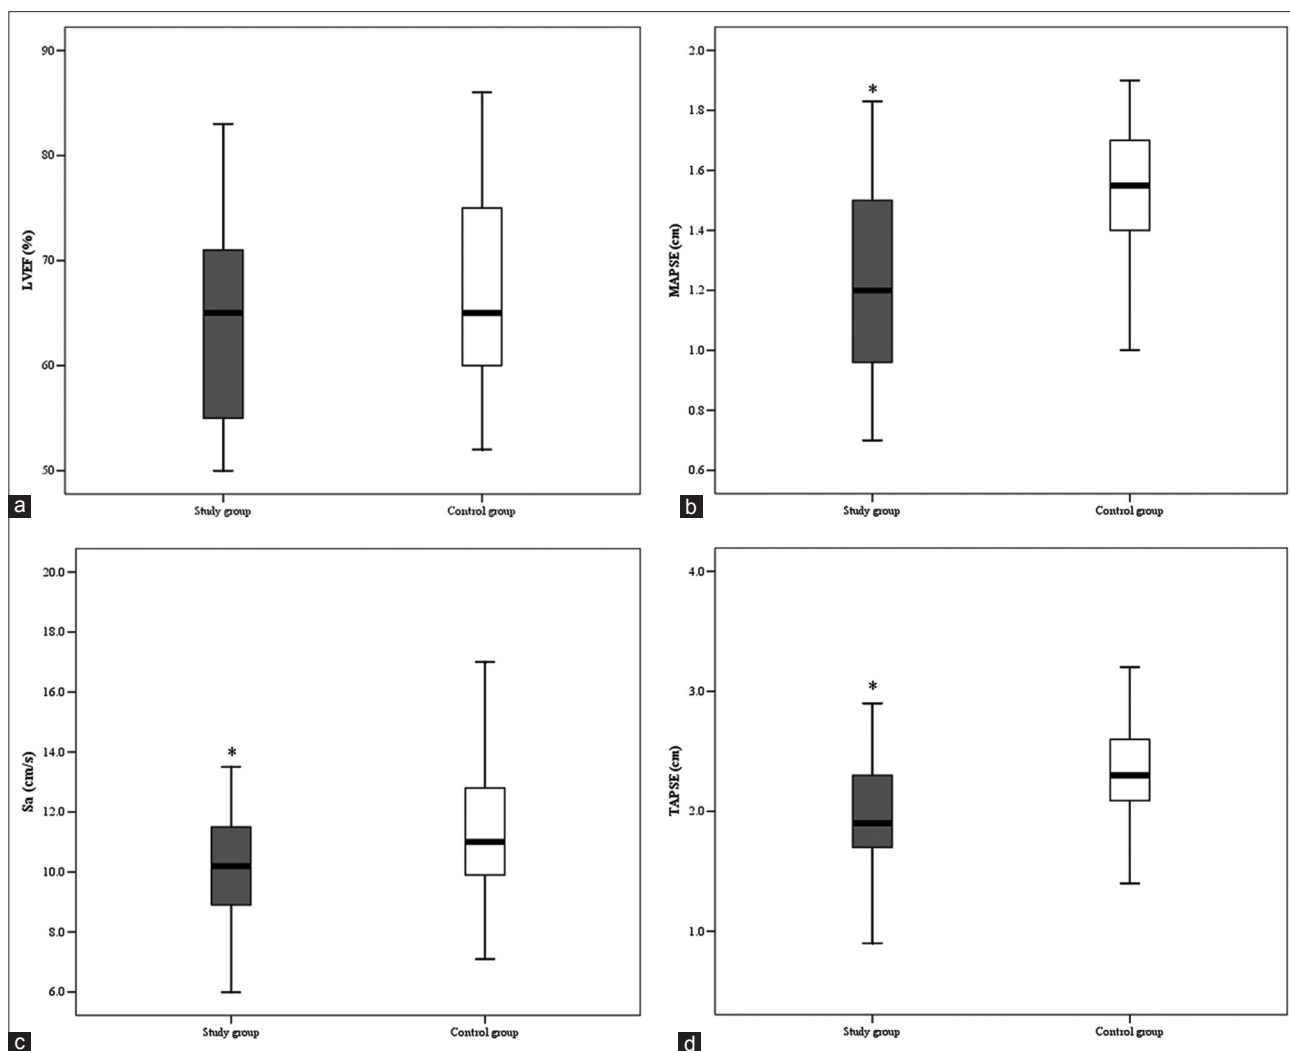 90
80
70
60
50
LVEF (%)
Study group
Control group
a
2.0
1.8
1.6
1.4
1.2
1.0
0.8
0.6
MAPSE (cm)
*
Study group
Control group
b
20.0
18.0
16.0
14.0
12.0
10.0
8.0
6.0
Sa (cm/s)
*
Study group
Control group
c
4.0
3.0
2.0
1.0
TAPSE (cm)
*
Study group
Control group
d